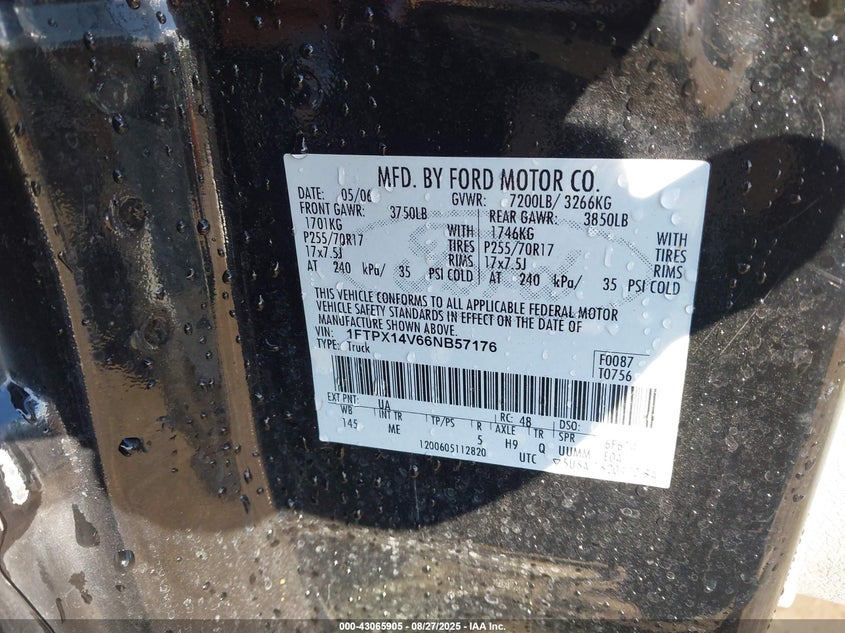 MFD. BY FORD MOTOR CO.
DATE: 05/06 GVWR: 7200LB/ 3266KG
FRONT GAWR: 3750LB REAR GAWR: 3850LB
1701KG WITH 1746KG WITH
P255/70R17 TIRES P255/70R17 TIRES
17x7.5J RIMS 17x7.5J RIMS
AT 240 kPa/ 35 PSI COLD AT 240 kPa/ 35 PSI COLD
THIS VEHICLE CONFORMS TO ALL APPLICABLE FEDERAL MOTOR
VEHICLE SAFETY STANDARDS IN EFFECT ON THE DATE OF
MANUFACTURE SHOWN ABOVE.
VIN: 1FTPX14V66NB57176
TYPE: Truck
F0087
T0756
EXT PNT: UA RC: 48 DSO:
WB INT TR TP/PS R AXLE TR SPR
145 ME 5 H9 Q UUMM
1200605112820 UTC
000-43065905 - 08/27/2025 - IAA Inc.